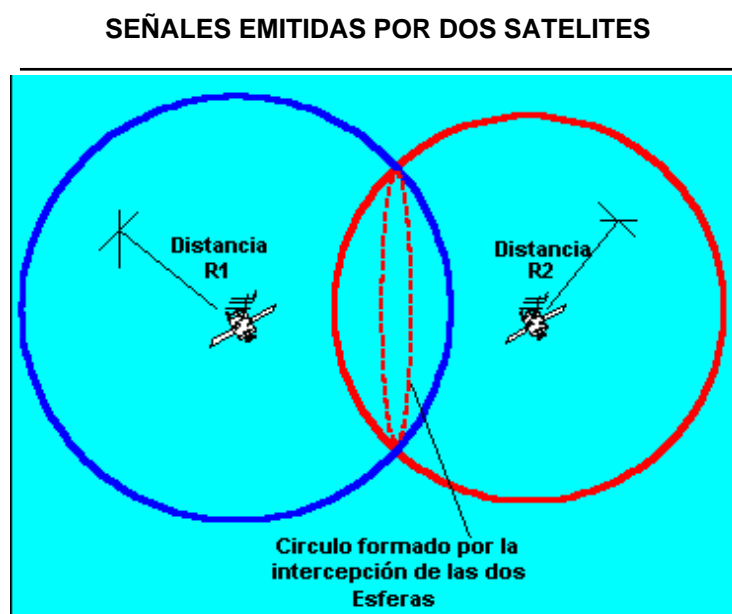 SEÑALES EMITIDAS POR DOS SATELITES
Distancia
R1
Distancia
R2
Circulo formado por la
intercepción de las dos
Esferas